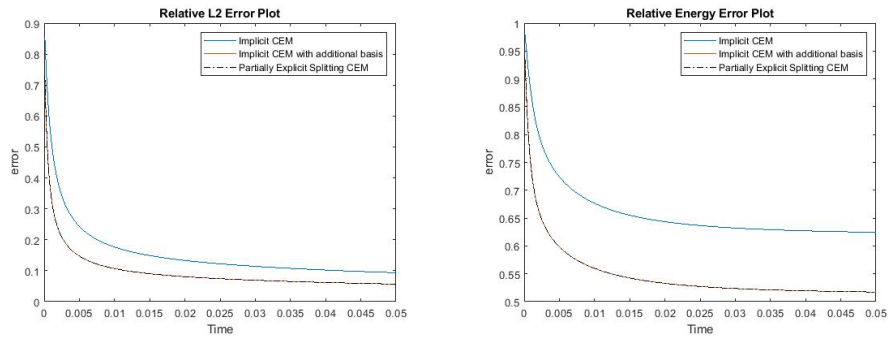 Relative L2 Error Plot
0.9
0.8
0.7
0.6
0.5
0.4
0.3
0.2
0.1
0
error
Implicit CEM
Implicit CEM with additional basis
Partially Explicit Splitting CEM
0 0.005 0.01 0.015 0.02 0.025 0.03 0.035 0.04 0.045 0.05
Time
Relative Energy Error Plot
1
0.95
0.9
0.85
0.8
0.75
0.7
0.65
0.6
0.55
0.5
error
Implicit CEM
Implicit CEM with additional basis
Partially Explicit Splitting CEM
0 0.005 0.01 0.015 0.02 0.025 0.03 0.035 0.04 0.045 0.05
Time